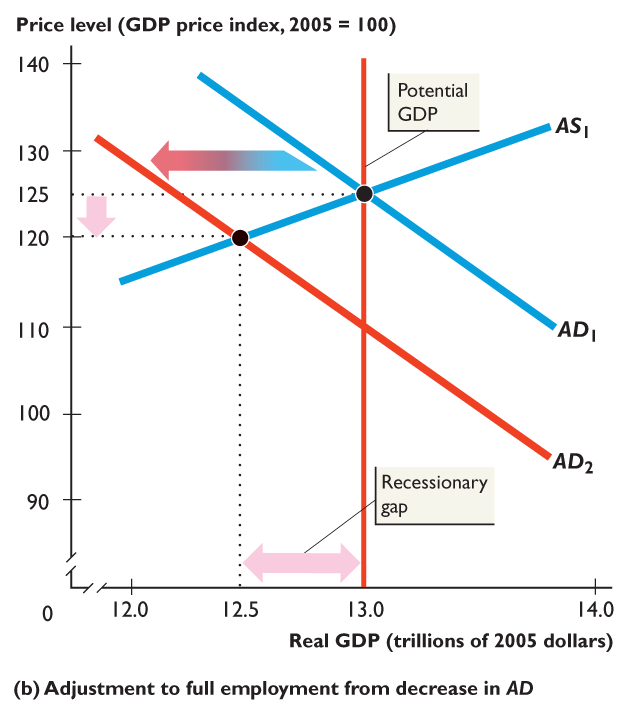 Price level (GDP price index, 2005 = 100)
140
Potential
GDP
AS1
130
125
120
110
AD1
100
AD2
Recessionary
gap
90
0
12.0
12.5
13.0
14.0
Real GDP (trillions of 2005 dollars)
(b) Adjustment to full employment from decrease in AD